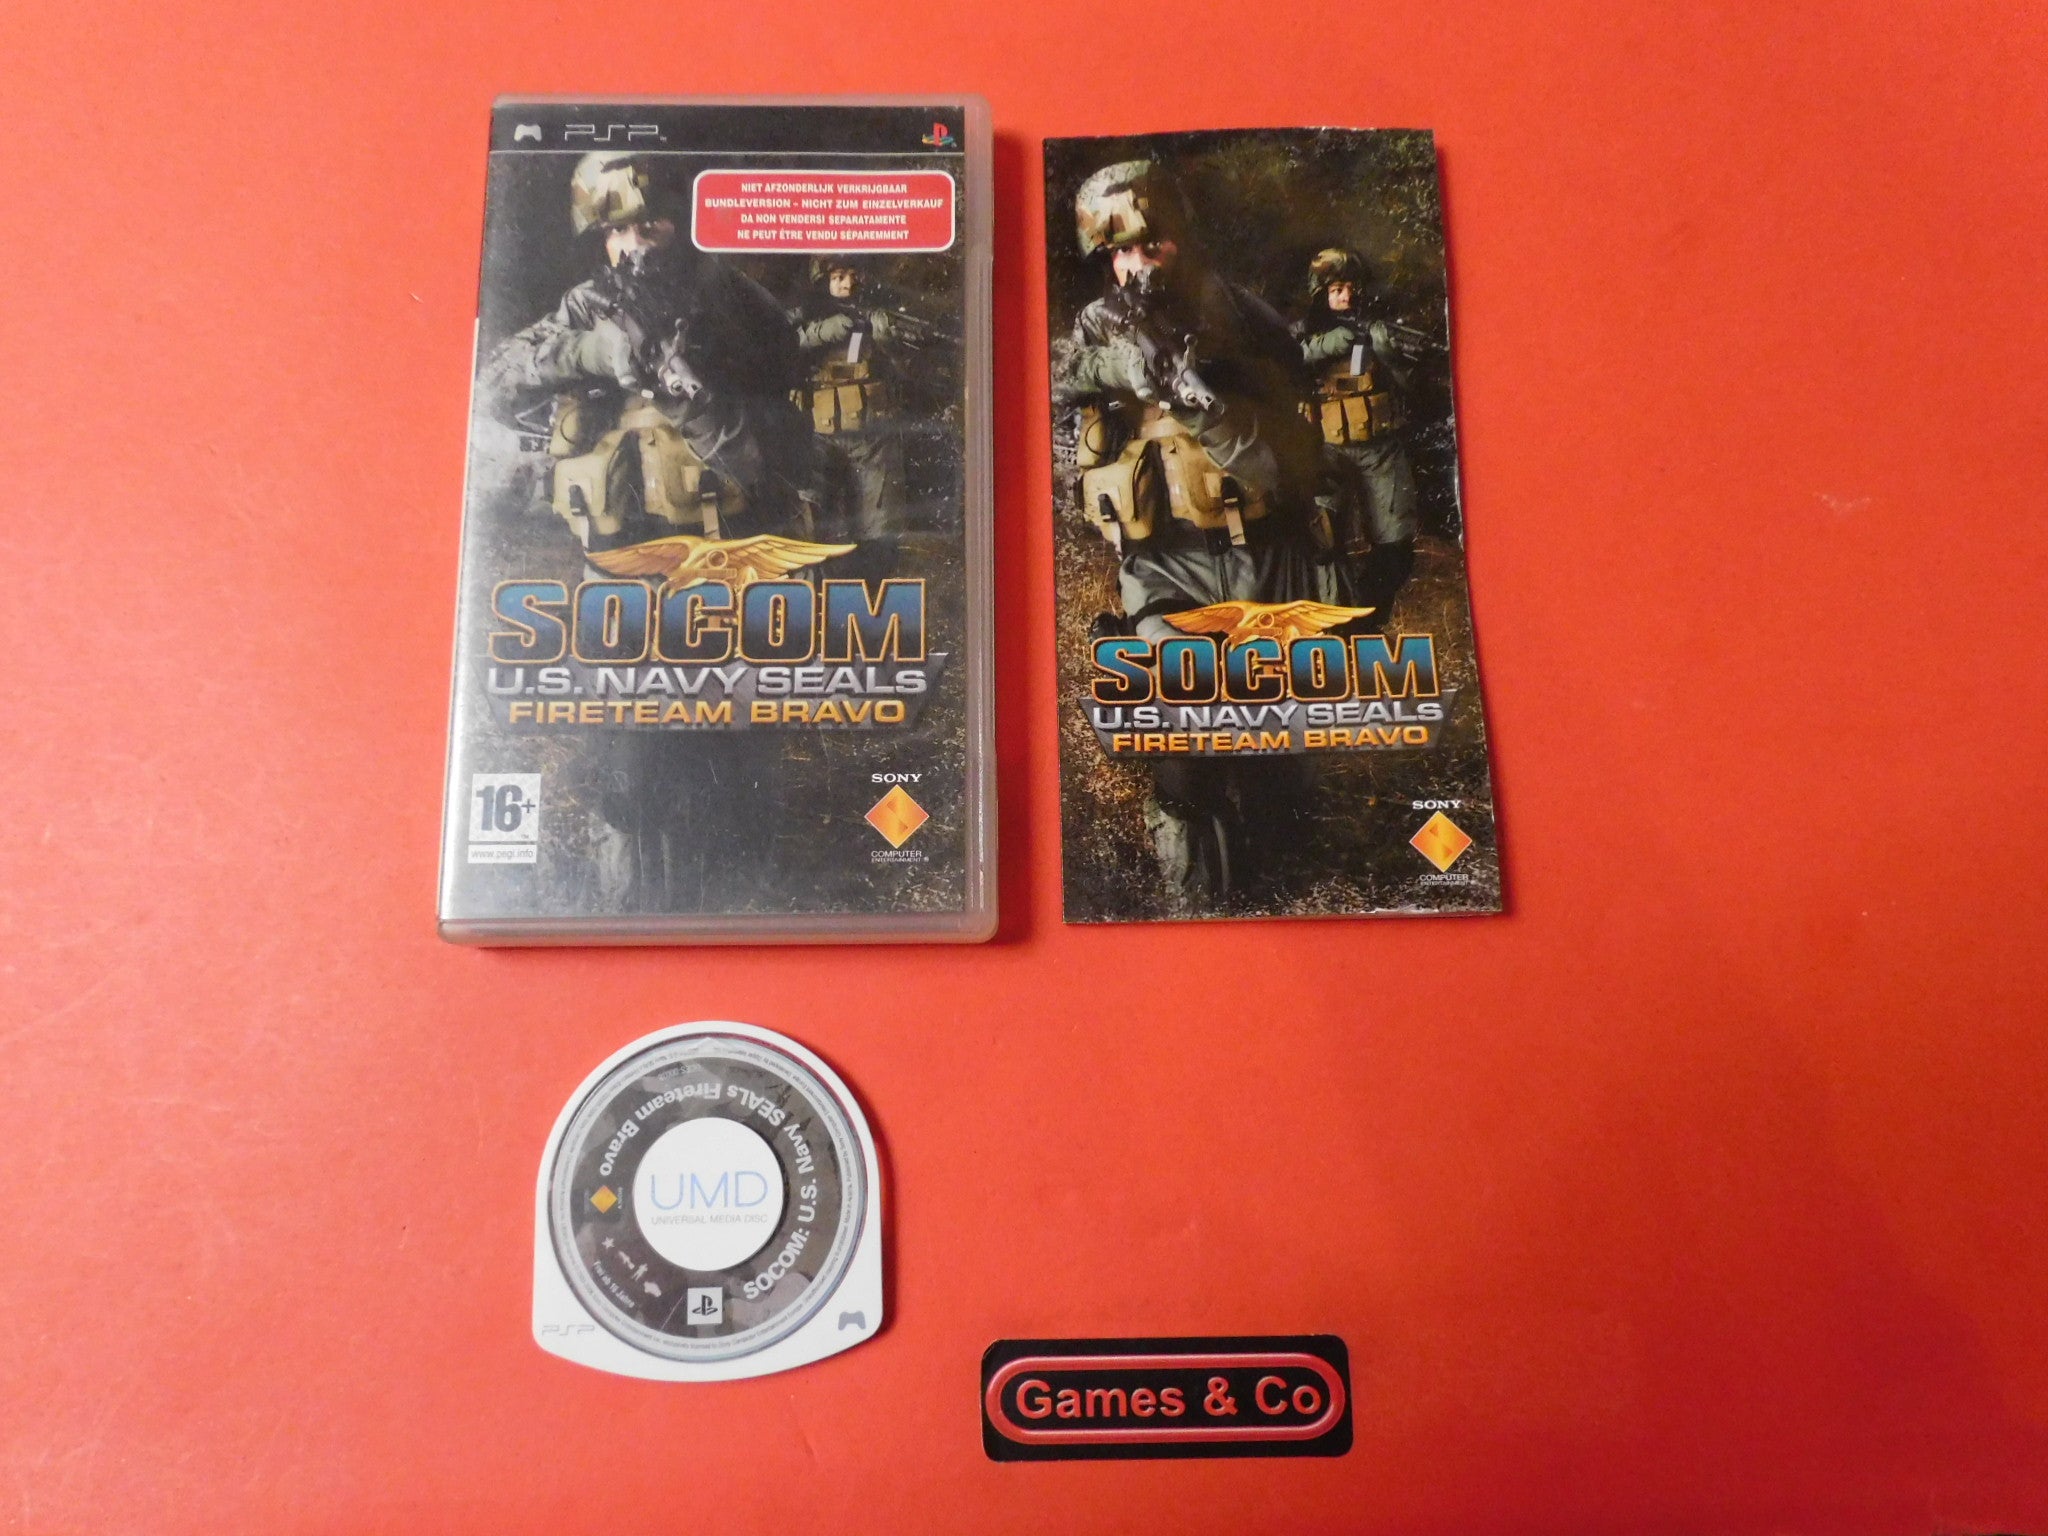 PSP
NIET AFZONDERLIJK VERKRIJGBAAR
BUNDLEVERSION - NICHT ZUM EINZELVERKAUF
DA NON VENDERSI SEPARATAMENTE
NE PEUT ÊTRE VENDU SÉPAREMMENT
SOCOM
U.S. NAVY SEALS
FIRETEAM BRAVO
16+
www.pegi.info
SONY
COMPUTER
ENTERTAINMENT®
SOCOM
U.S. NAVY SEALS
FIRETEAM BRAVO
SONY
COMPUTER
ENTERTAINMENT®
SOCOM: U.S. Navy SEALs Fireteam Bravo
UMD
UNIVERSAL MEDIA DISC
PSP
Games & Co